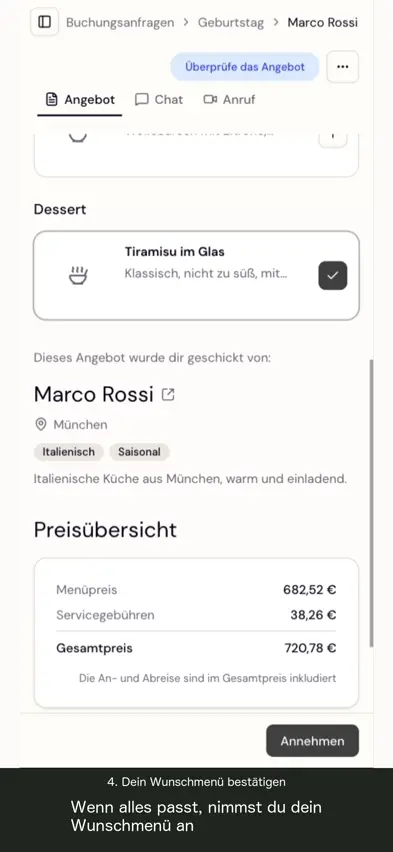 Buchungsanfragen > Geburtstag > Marco Rossi
Überprüfe das Angebot
Angebot Chat Anruf
Dessert
Tiramisu im Glas
Klassisch, nicht zu süß, mit...
Dieses Angebot wurde dir geschickt von:
Marco Rossi
München
Italienisch Saisonal
Italienische Küche aus München, warm und einladend.
Preisübersicht
Menüpreis 682,52 €
Servicegebühren 38,26 €
Gesamtpreis 720,78 €
Die An- und Abreise sind im Gesamtpreis inkludiert
Annehmen
4. Dein Wunschmenü bestätigen
Wenn alles passt, nimmst du dein
Wunschmenü an